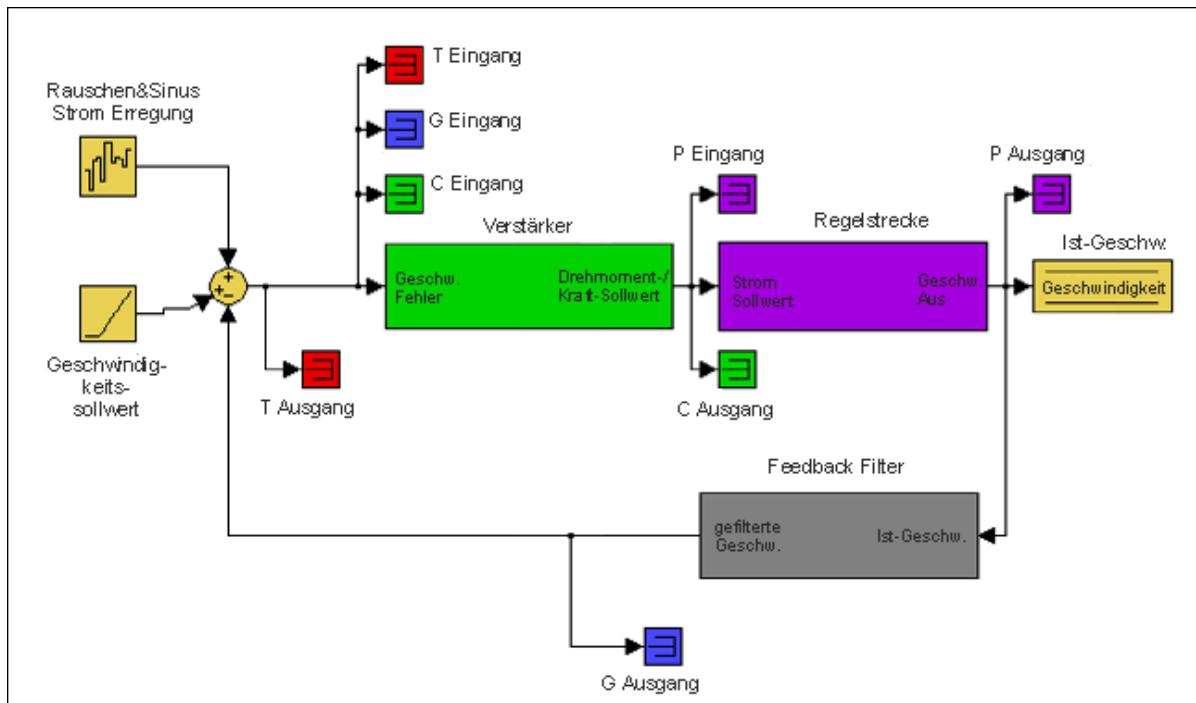 T Eingang
Rauschen&Sinus
Strom Erregung
G Eingang
P Eingang
P Ausgang
C Eingang
Verstärker
Regelstrecke
Ist-Geschw.
Geschw.
Fehler
Drehmoment-/
Kraft-Sollwert
Strom
Sollwert
Geschw.
Aus
Geschwindigkeit
Geschwindig-
keits-
sollwert
T Ausgang
C Ausgang
Feedback Filter
gefilterte
Geschw.
Ist-Geschw.
G Ausgang